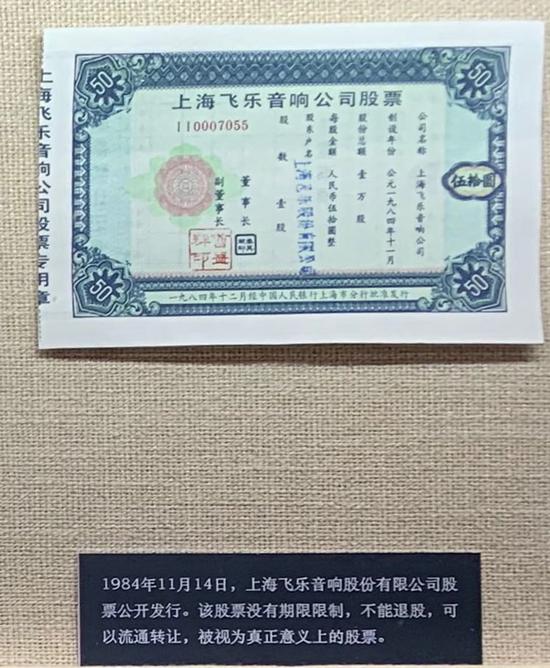 上海飞乐音响公司股票专用章
50
50
上海飞乐音响公司股票
110007055
公司名称 上海飞乐音响公司
创设年份 公元一九八四年十一月
股份总额 壹万股
每股金额 人民币伍拾圆整
股东户名
股数 壹股
董事长
副董事长
伍拾圆
50
50
一九八四年十二月经中国人民银行上海市分行批准发行
1984年11月14日，上海飞乐音响股份有限公司股
票公开发行。该股票没有期限限制，不能退股，可
以流通转让，被视为真正意义上的股票。